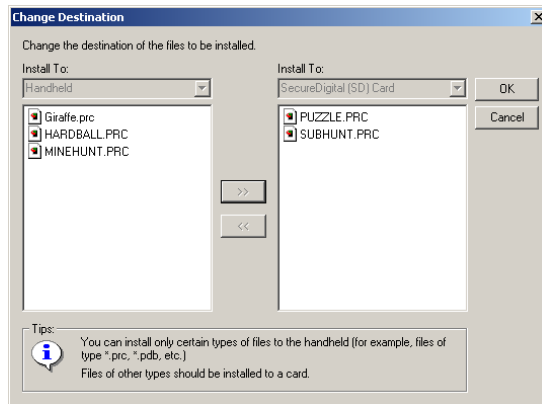 Change Destination
Change the destination of the files to be installed.
Install To:
Handheld
Install To:
SecureDigital (SD) Card
OK
Cancel
Giraffe.prc
HARDBALL.PRC
MINEHUNT.PRC
PUZZLE.PRC
SUBHUNT.PRC
>>
<<
Tips:
You can install only certain types of files to the handheld (for example, files of
type *.prc, *.pdb, etc.)
Files of other types should be installed to a card.